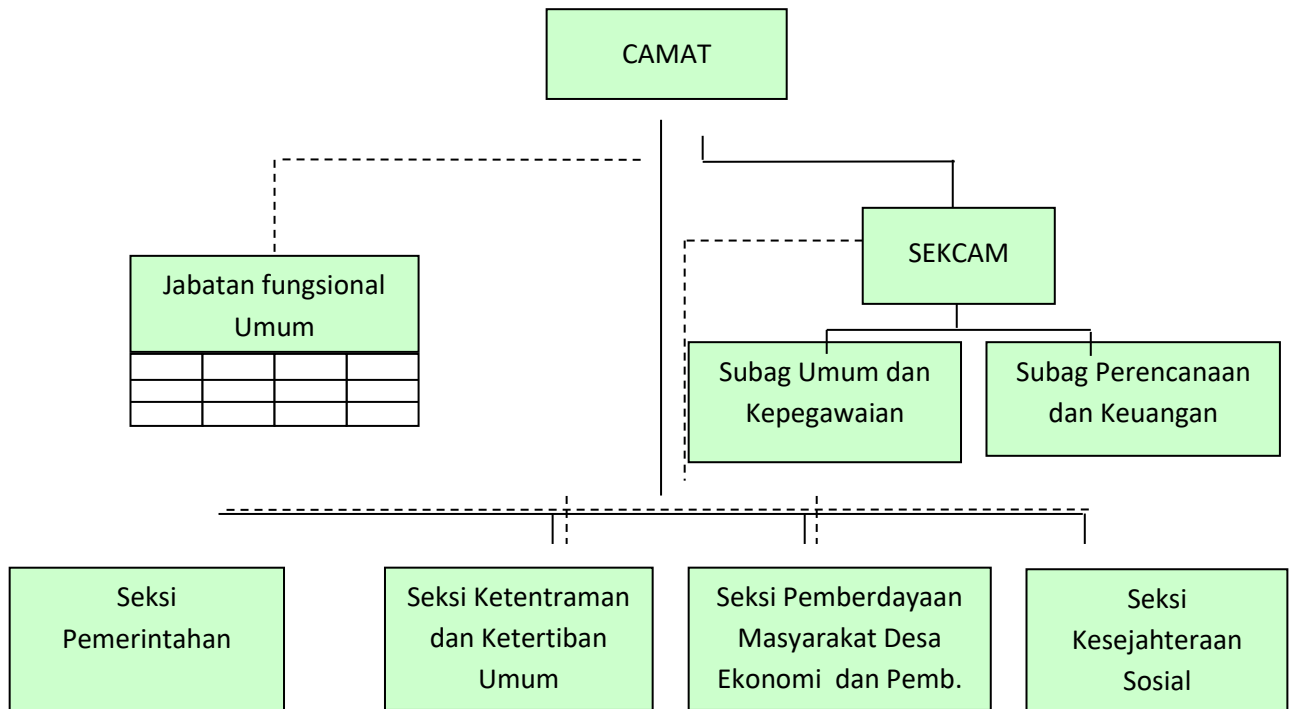 CAMAT
SEKCAM
Jabatan fungsional
Umum
Subag Umum dan
Kepegawaian
Subag Perencanaan
dan Keuangan
Seksi
Pemerintahan
Seksi Ketentraman
dan Ketertiban
Umum
Seksi Pemberdayaan
Masyarakat Desa
Ekonomi dan Pemb.
Seksi
Kesejahteraan
Sosial